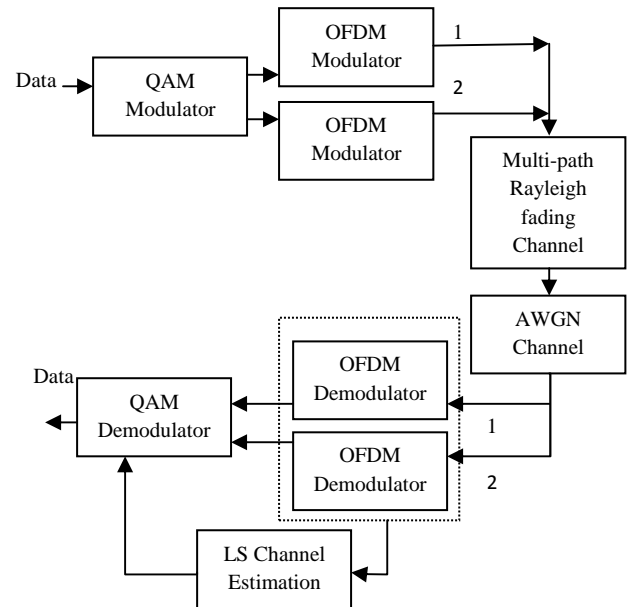 OFDM
Modulator
1
Data
QAM
Modulator
2
OFDM
Modulator
Multi-path
Rayleigh
fading
Channel
AWGN
Channel
OFDM
Demodulator
Data
QAM
Demodulator
1
OFDM
Demodulator
2
LS Channel
Estimation